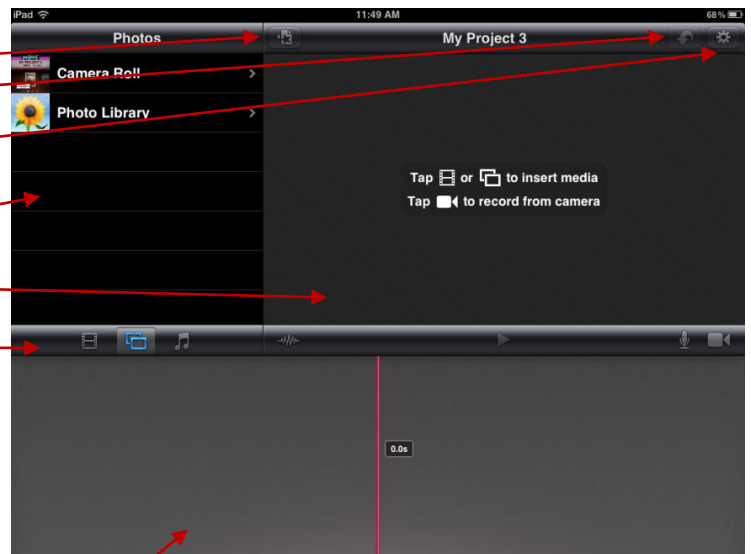 iPad 11:49 AM 68%
Photos
My Project 3
Camera Roll
Photo Library
Tap or to insert media
Tap to record from camera
0.0s